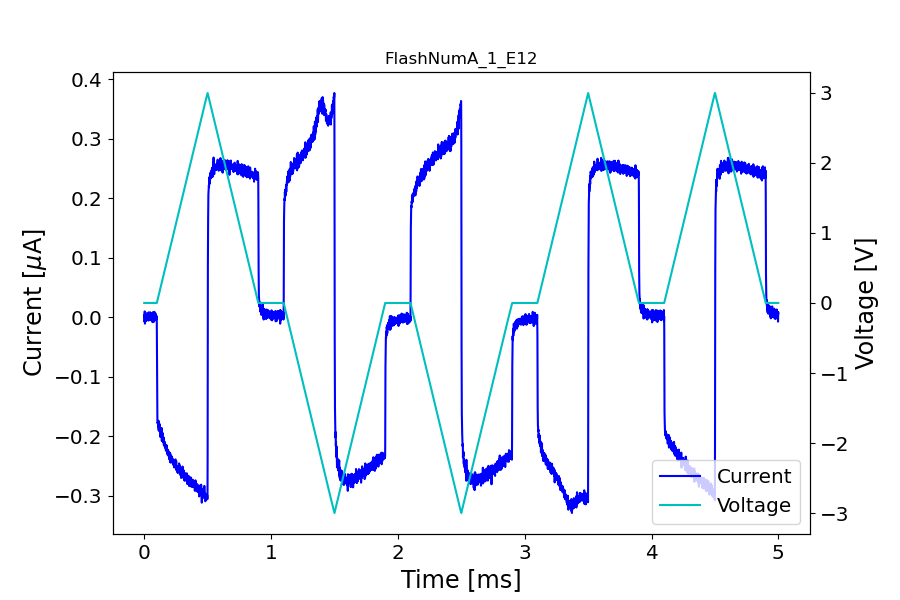 FlashNumA_1_E12
Current [μA]
0.4
0.3
0.2
0.1
0.0
−0.1
−0.2
−0.3
3
2
1
0
−1
−2
−3
Voltage [V]
Current
Voltage
0 1 2 3 4 5
Time [ms]